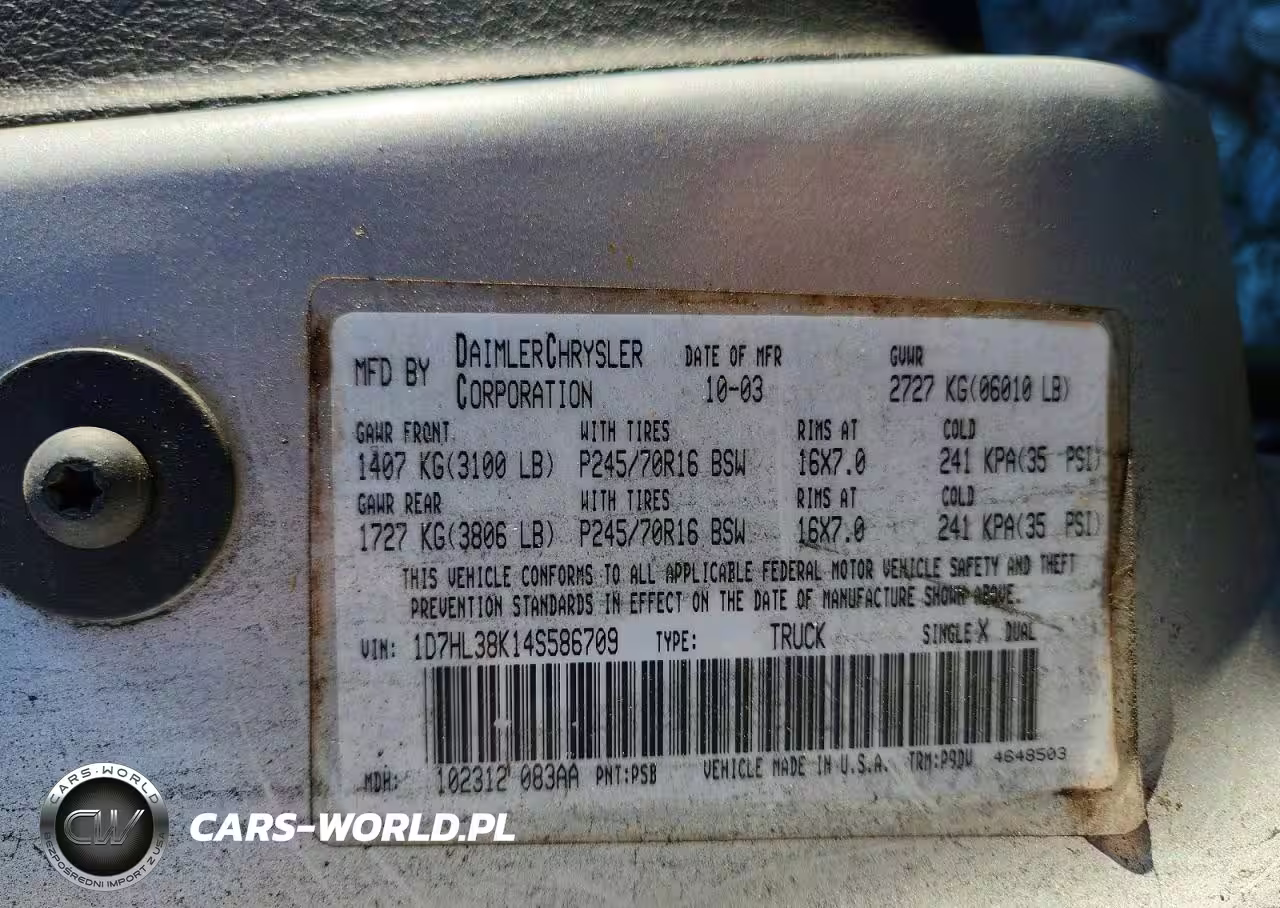 MFD BY DAIMLERCHRYSLER CORPORATION DATE OF MFR 10-03 GVWR 2727 KG(06010 LB)
GAWR FRONT WITH TIRES RIMS AT COLD
1407 KG(3100 LB) P245/70R16 BSW 16X7.0 241 KPA(35 PSI)
GAWR REAR WITH TIRES RIMS AT COLD
1727 KG(3806 LB) P245/70R16 BSW 16X7.0 241 KPA(35 PSI)
THIS VEHICLE CONFORMS TO ALL APPLICABLE FEDERAL MOTOR VEHICLE SAFETY AND THEFT
PREVENTION STANDARDS IN EFFECT ON THE DATE OF MANUFACTURE SHOWN ABOVE.
VIN: 1D7HL38K14S586709 TYPE: TRUCK SINGLE X DUAL
MDH: 102312 083AA PNT:PSB VEHICLE MADE IN U.S.A. TRM:P9DV 4648503
CARS-WORLD
CW
BEZPOŚREDNI IMPORT Z USA
CARS-WORLD.PL